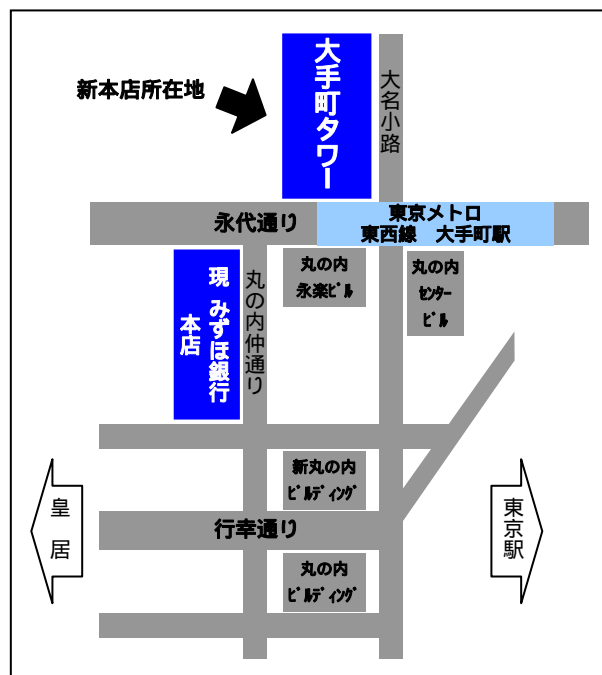 新本店所在地
大手町タワー
大名小路
永代通り
東京メトロ
東西線 大手町駅
現 みずほ銀行
本店
丸の内仲通り
丸の内
永楽ﾋﾞﾙ
丸の内
ｾﾝﾀｰ
ﾋﾞﾙ
新丸の内
ﾋﾞﾙﾃﾞｨﾝｸﾞ
皇居
行幸通り
東京駅
丸の内
ﾋﾞﾙﾃﾞｨﾝｸﾞ